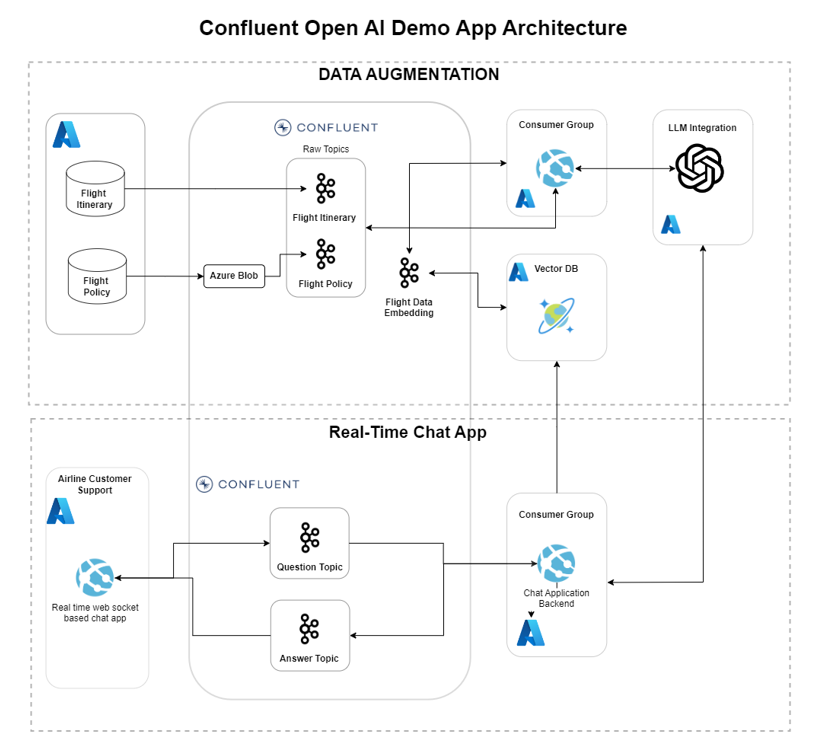 Confluent Open AI Demo App Architecture
DATA AUGMENTATION
CONFLUENT
Raw Topics
Flight
Itinerary
Flight Itinerary
Flight
Policy
Azure Blob
Flight Policy
Flight Data
Embedding
Consumer Group
LLM Integration
Vector DB
Real-Time Chat App
Airline Customer
Support
Real time web socket
based chat app
CONFLUENT
Question Topic
Answer Topic
Consumer Group
Chat Application
Backend